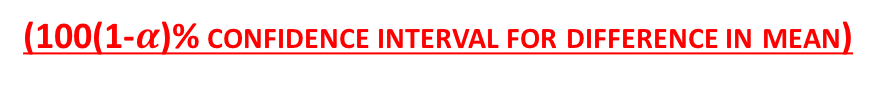 (100(1-𝜶)% CONFIDENCE INTERVAL FOR DIFFERENCE IN MEAN)